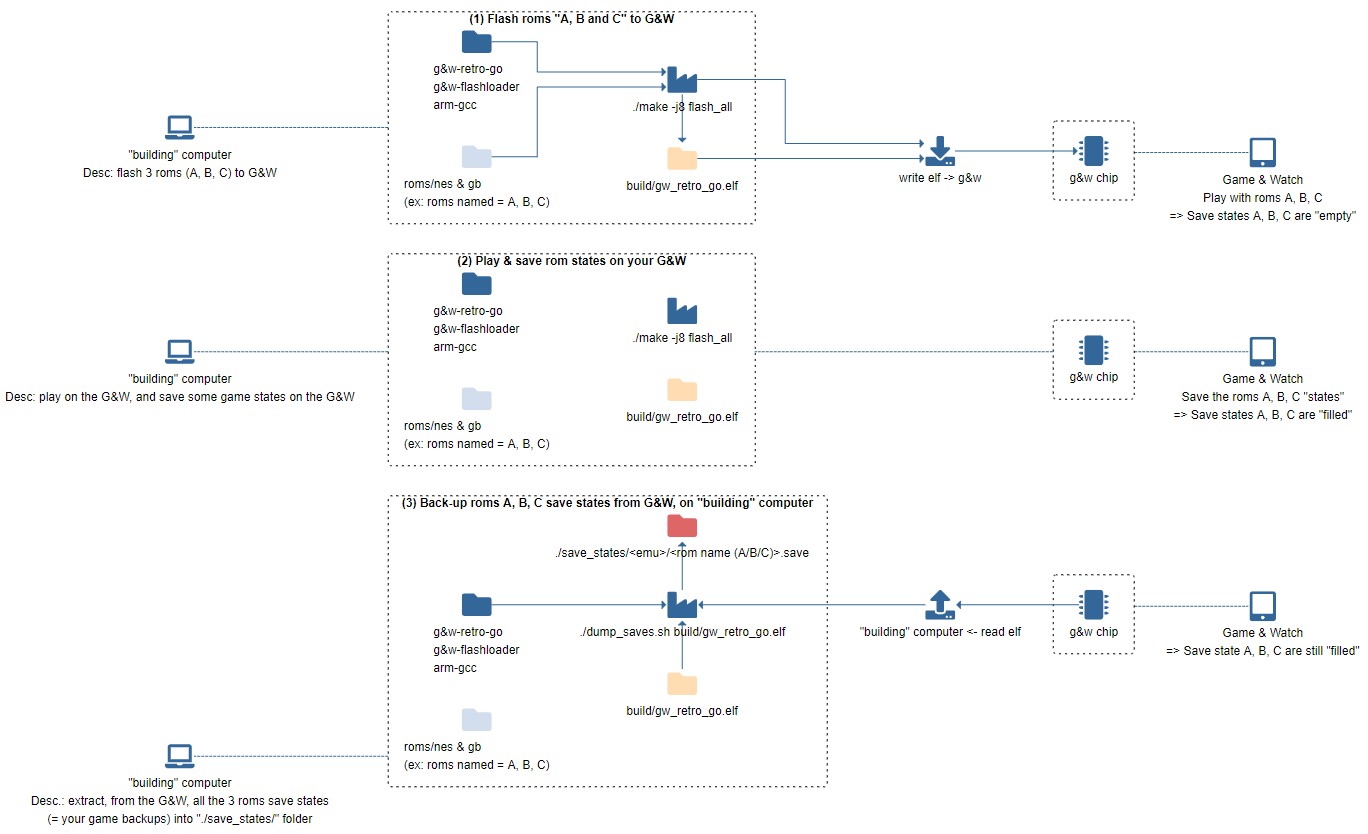 (1) Flash roms "A, B and C" to G&W
g&w-retro-go
g&w-flashloader
arm-gcc
./make -j8 flash_all
"building" computer
Desc: flash 3 roms (A, B, C) to G&W
roms/nes & gb
(ex: roms named = A, B, C)
build/gw_retro_go.elf
write elf -> g&w
g&w chip
Game & Watch
Play with roms A, B, C
=> Save states A, B, C are "empty"
(2) Play & save rom states on your G&W
g&w-retro-go
g&w-flashloader
arm-gcc
./make -j8 flash_all
"building" computer
Desc: play on the G&W, and save some game states on the G&W
roms/nes & gb
(ex: roms named = A, B, C)
build/gw_retro_go.elf
g&w chip
Game & Watch
Save the roms A, B, C "states"
=> Save states A, B, C are "filled"
(3) Back-up roms A, B, C save states from G&W, on "building" computer
./save_states/<emu>/<rom name (A/B/C)>.save
g&w-retro-go
g&w-flashloader
arm-gcc
./dump_saves.sh build/gw_retro_go.elf
"building" computer <- read elf
g&w chip
Game & Watch
=> Save state A, B, C are still "filled"
build/gw_retro_go.elf
roms/nes & gb
(ex: roms named = A, B, C)
"building" computer
Desc.: extract, from the G&W, all the 3 roms save states
(= your game backups) into "./save_states/" folder